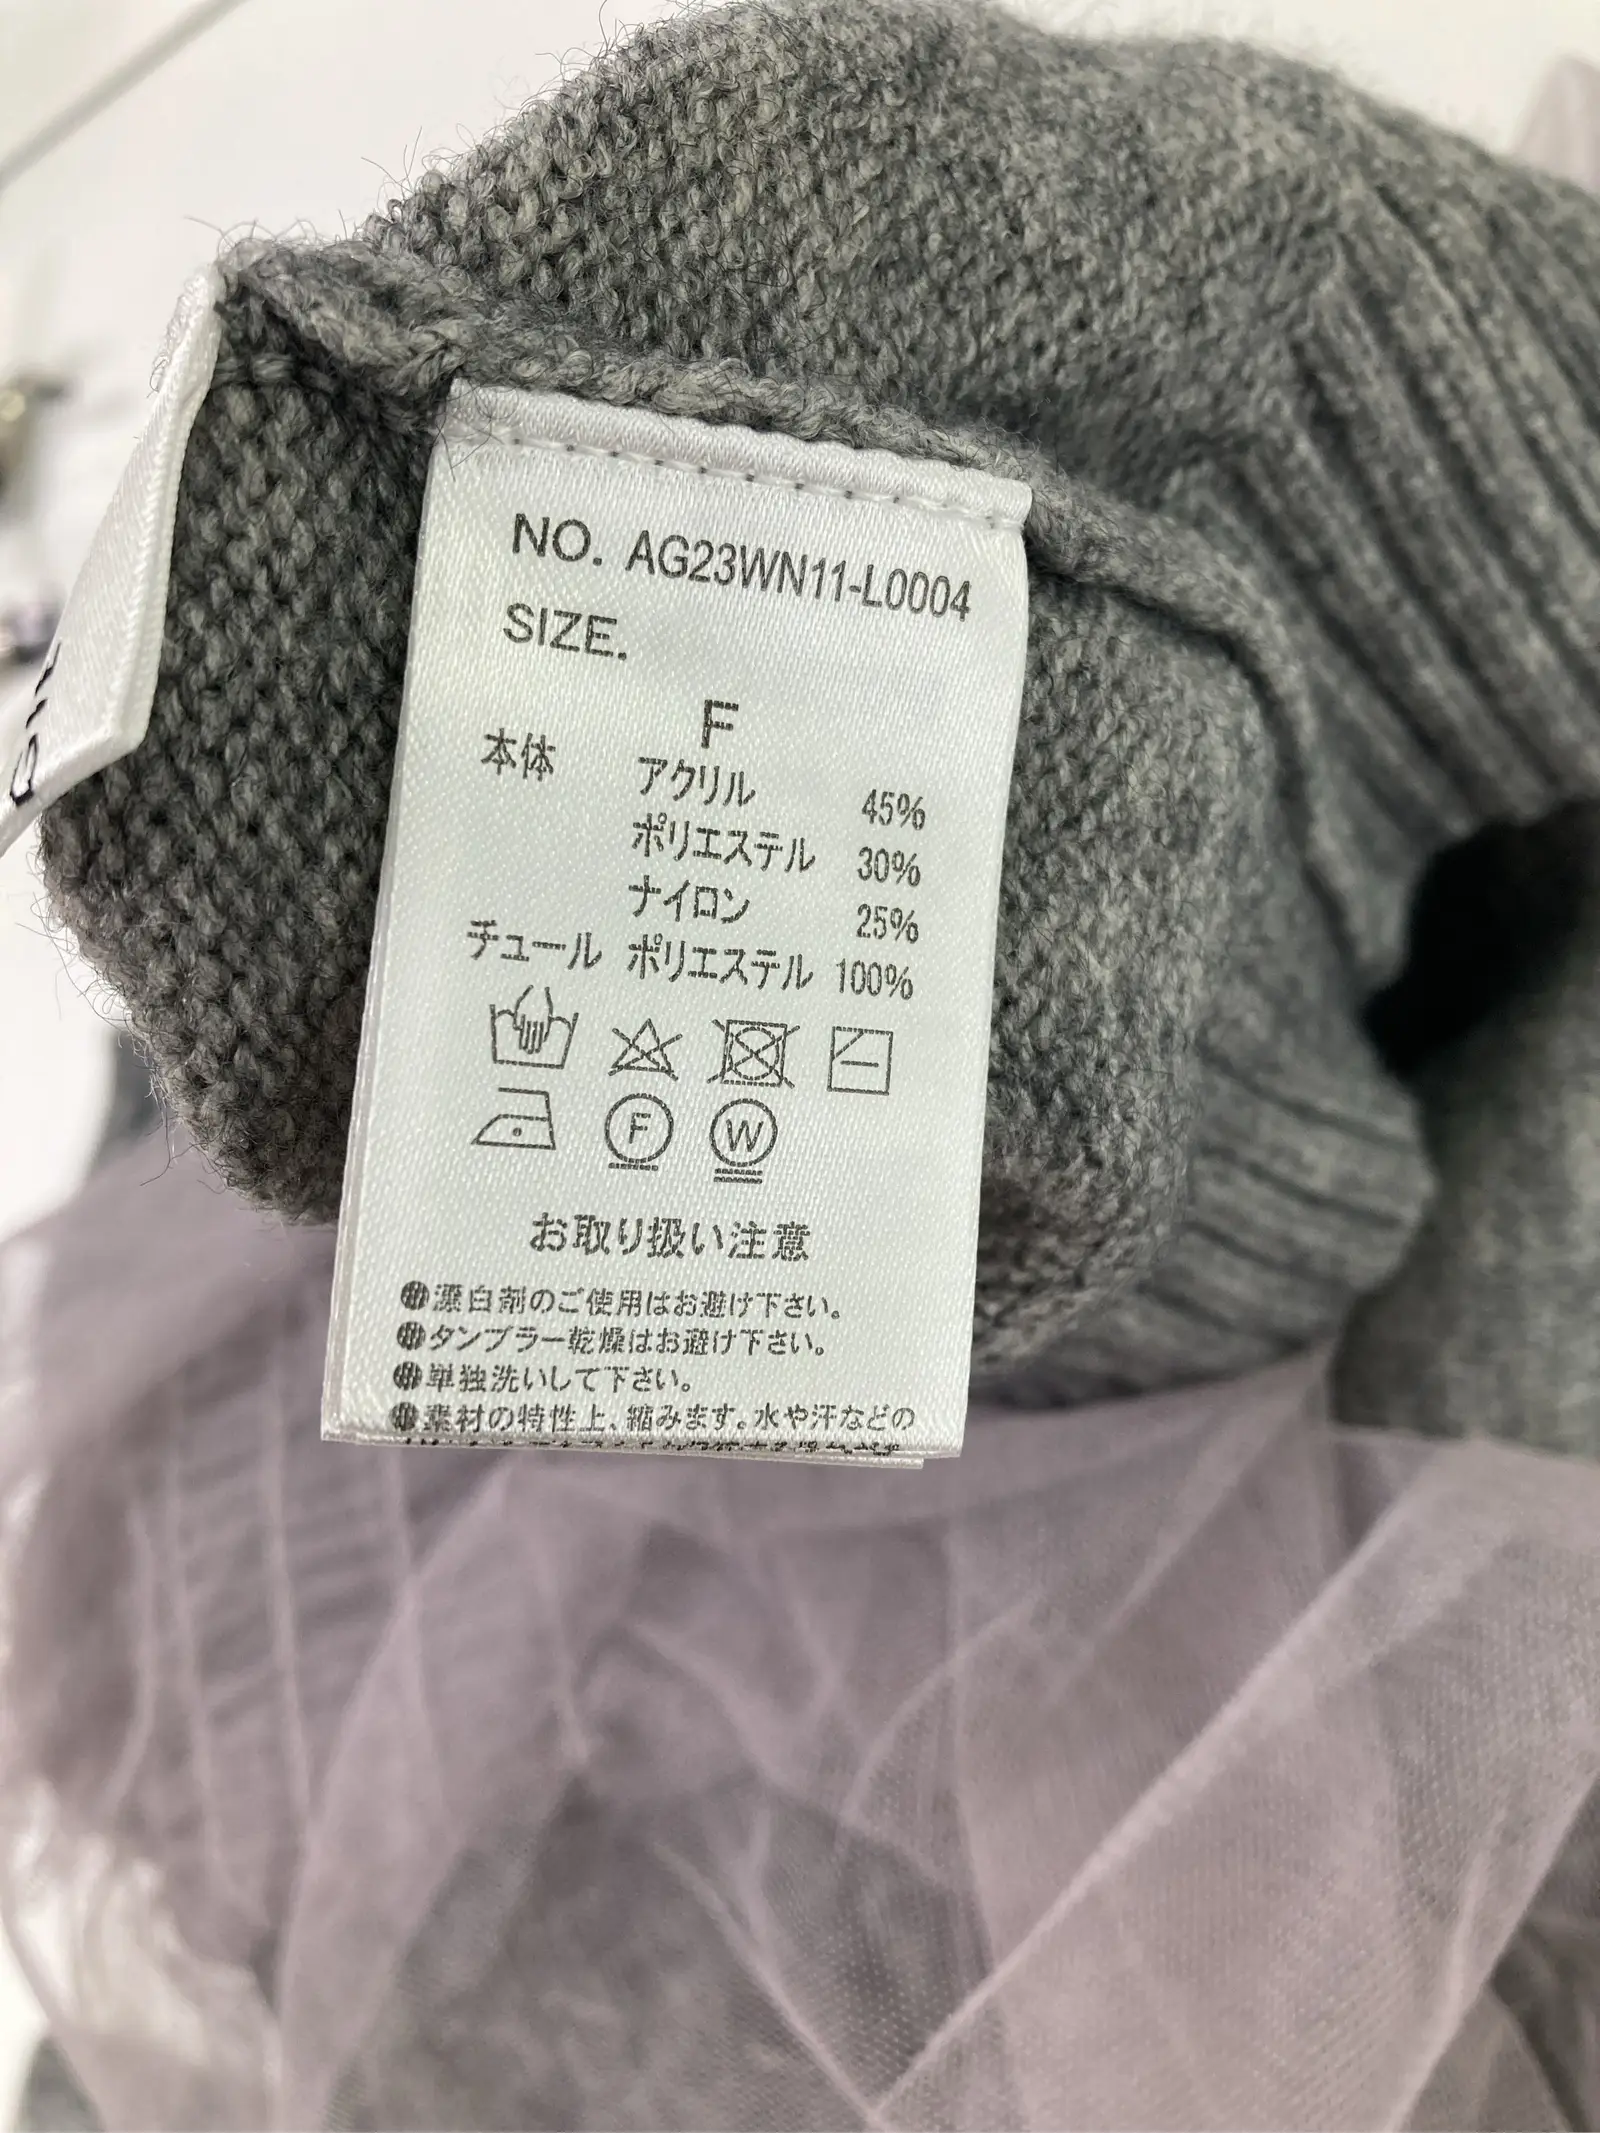 NO. AG23WN11-L0004
SIZE.
F
本体 アクリル 45%
ポリエステル 30%
ナイロン 25%
チュール ポリエステル 100%
F W
お取り扱い注意
●漂白剤のご使用はお避け下さい。
●タンブラー乾燥はお避け下さい。
●単独洗いして下さい。
●素材の特性上、縮みます。水や汗などの